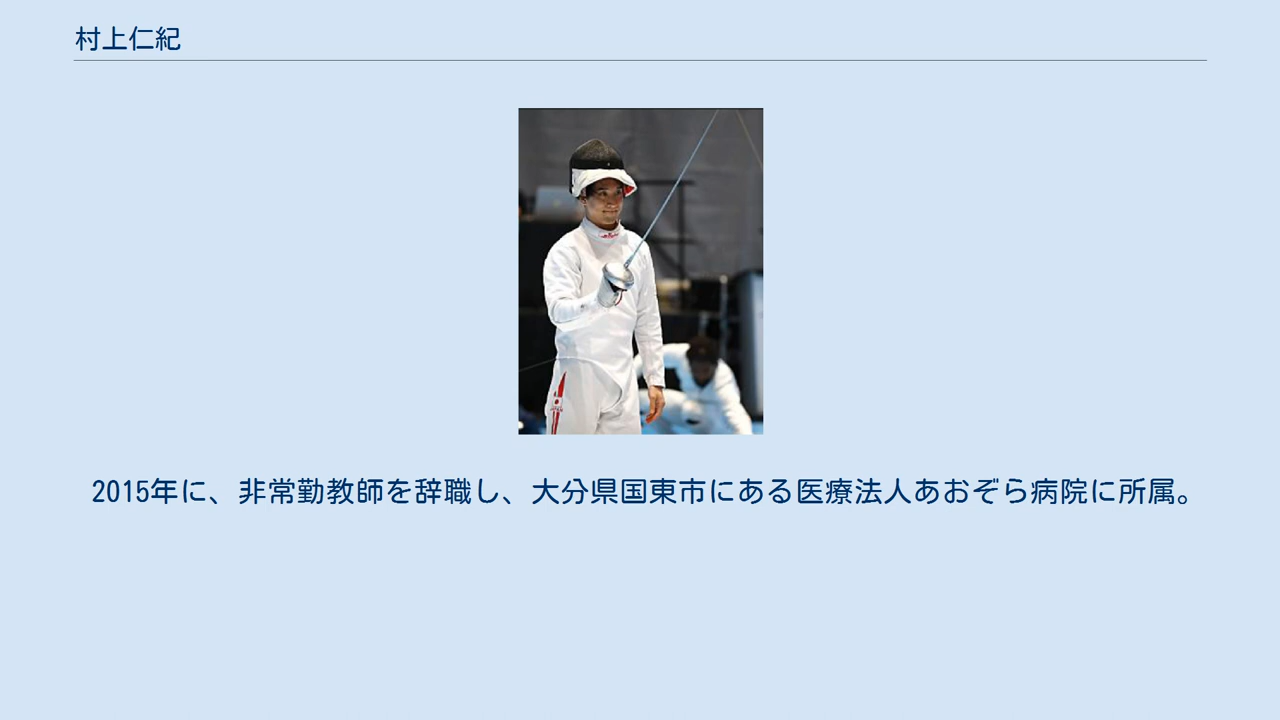 村上仁紀
2015年に、非常勤教師を辞職し、大分県国東市にある医療法人あおぞら病院に所属。